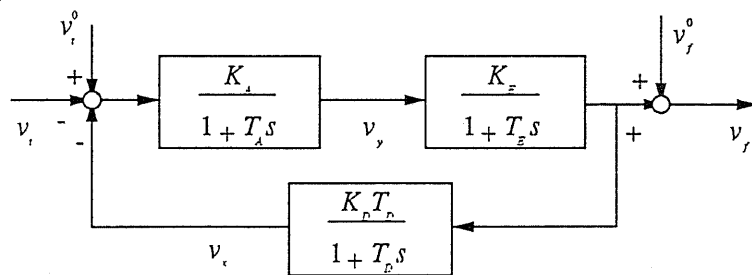 v_t^0
v_f^0
+
K_A
1 + T_A s
K_E
1 + T_E s
+
v_t
-
-
v_y
+
v_f
K_D T_D
1 + T_D s
v_x